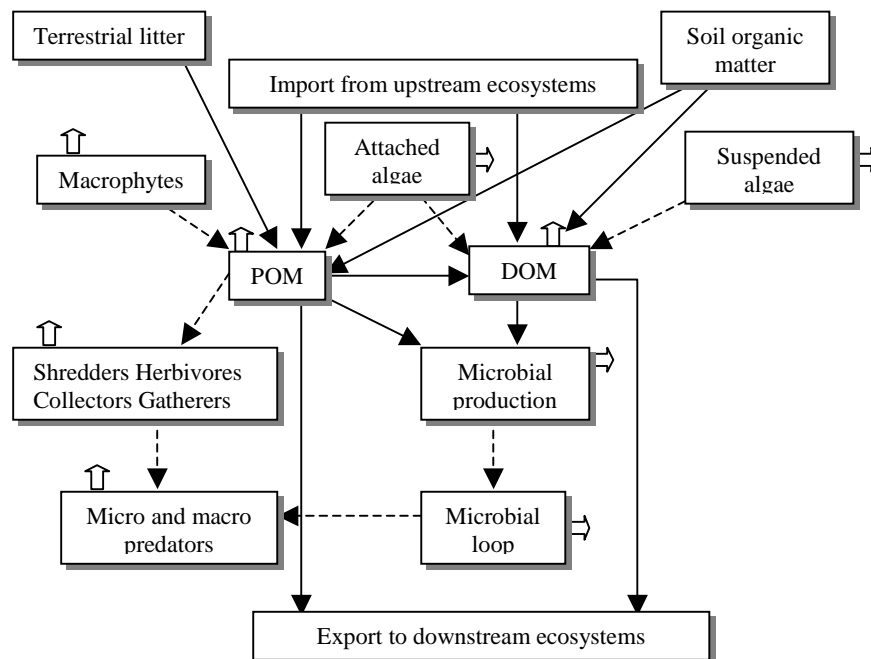 Terrestrial litter
Soil organic
matter
Import from upstream ecosystems
Attached
algae
Suspended
algae
Macrophytes
POM
DOM
Shredders Herbivores
Collectors Gatherers
Microbial
production
Micro and macro
predators
Microbial
loop
Export to downstream ecosystems